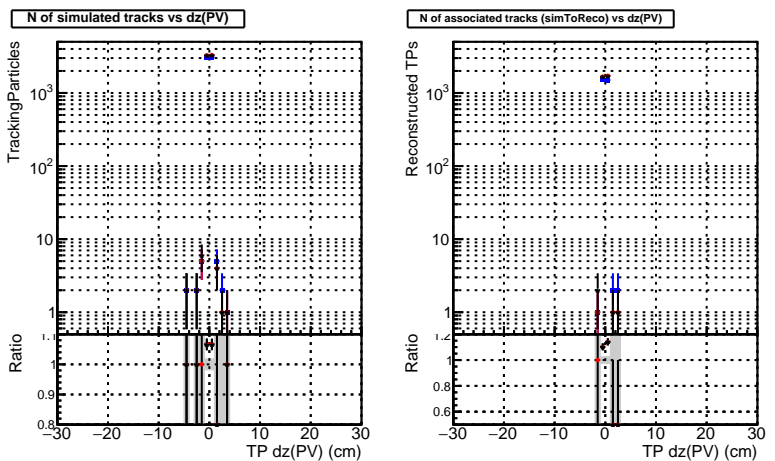 N of simulated tracks vs dz(PV)
TrackingParticles
10³
10²
10
1
Ratio
1.1
1
0.9
0.8
−30 −20 −10 0 10 20 30
TP dz(PV) (cm)
N of associated tracks (simToReco) vs dz(PV)
Reconstructed TPs
10³
10²
10
1
Ratio
1.2
1
0.8
0.6
−30 −20 −10 0 10 20 30
TP dz(PV) (cm)